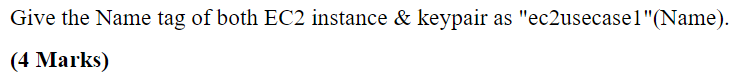 Give the Name tag of both EC2 instance & keypair as "ec2usecase1"(Name).
(4 Marks)